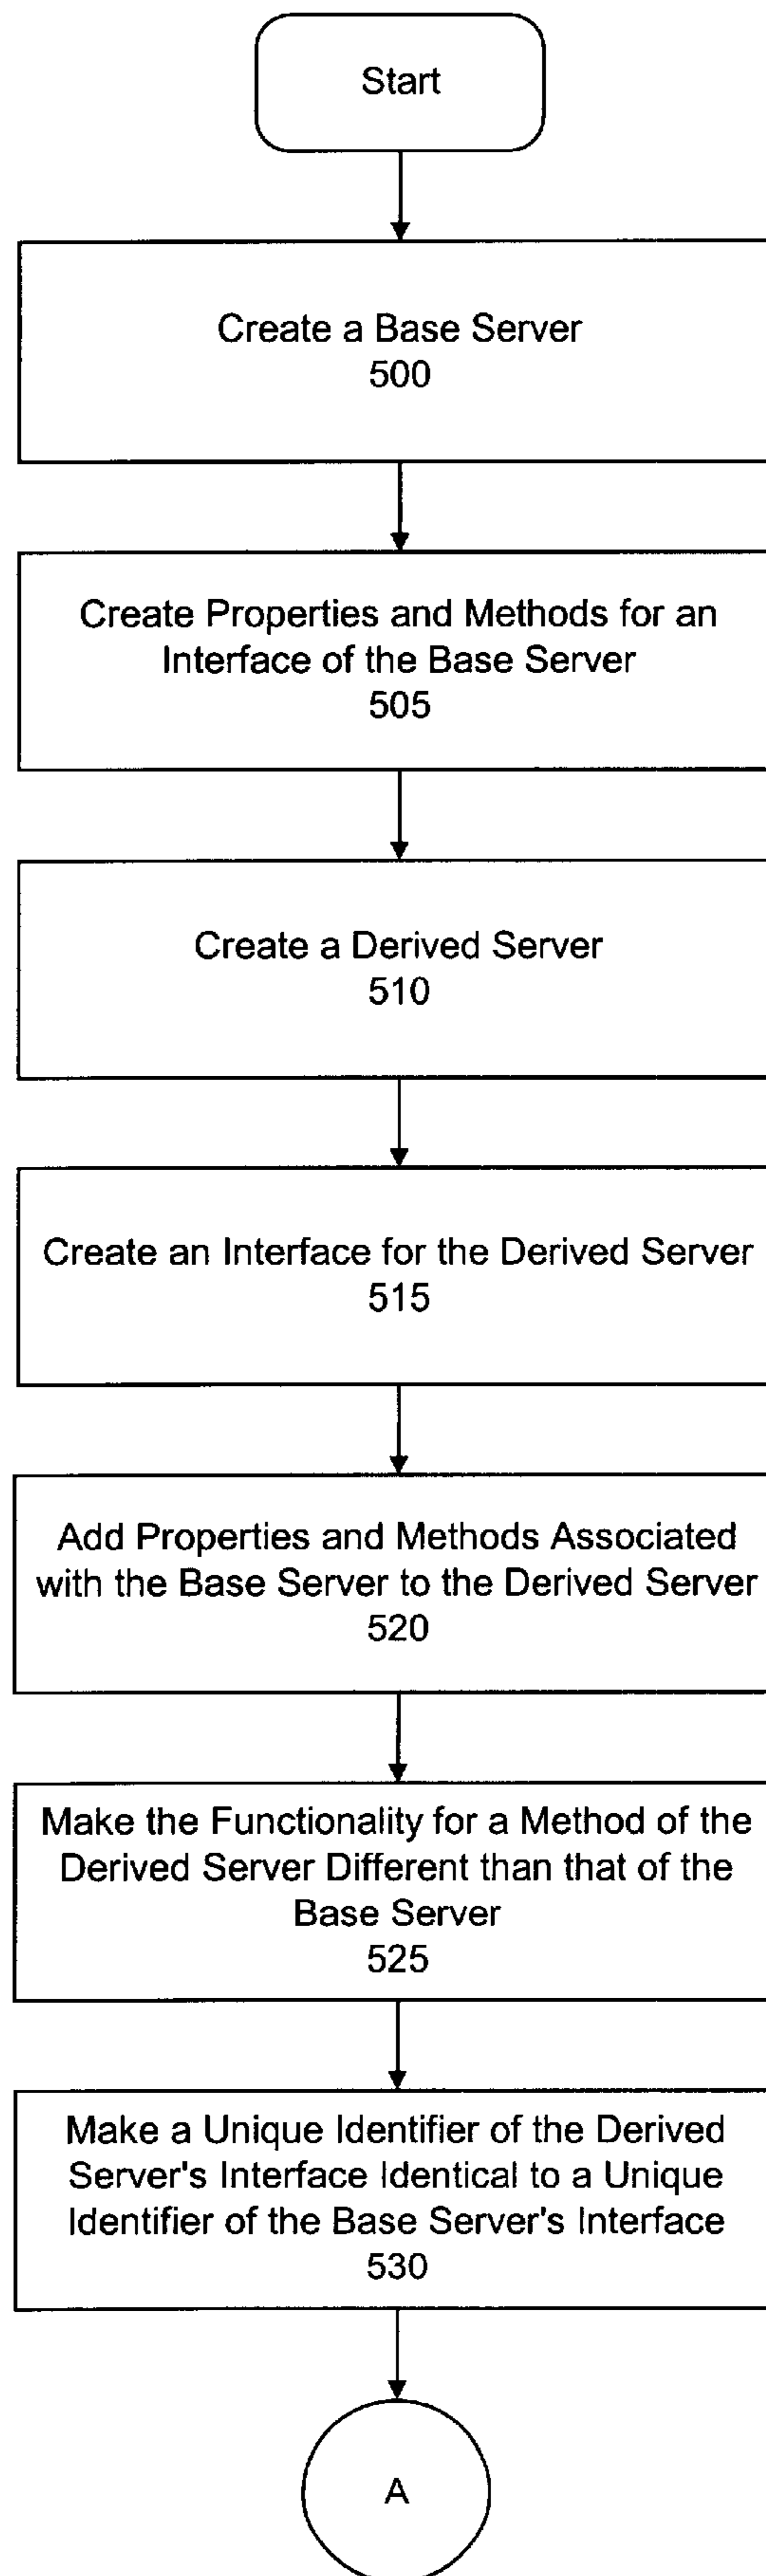 Start
Create a Base Server
500
Create Properties and Methods for an
Interface of the Base Server
505
Create a Derived Server
510
Create an Interface for the Derived Server
515
Add Properties and Methods Associated
with the Base Server to the Derived Server
520
Make the Functionality for a Method of the
Derived Server Different than that of the
Base Server
525
Make a Unique Identifier of the Derived
Server's Interface Identical to a Unique
Identifier of the Base Server's Interface
530
A